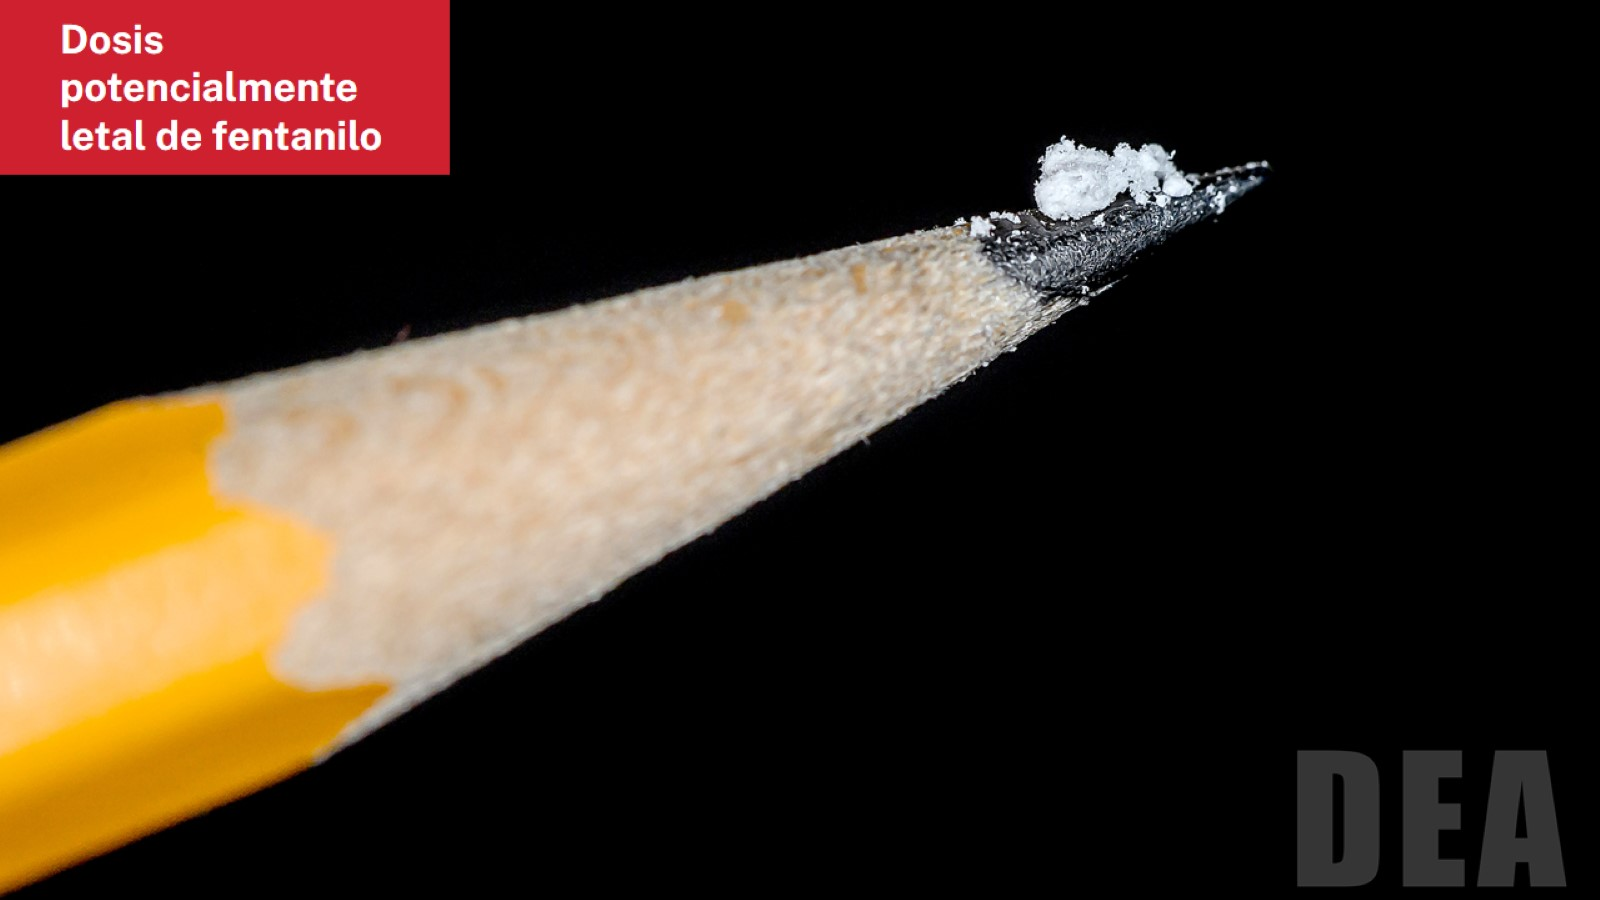 Dosis
potencialmente
letal de fentanilo
DEA